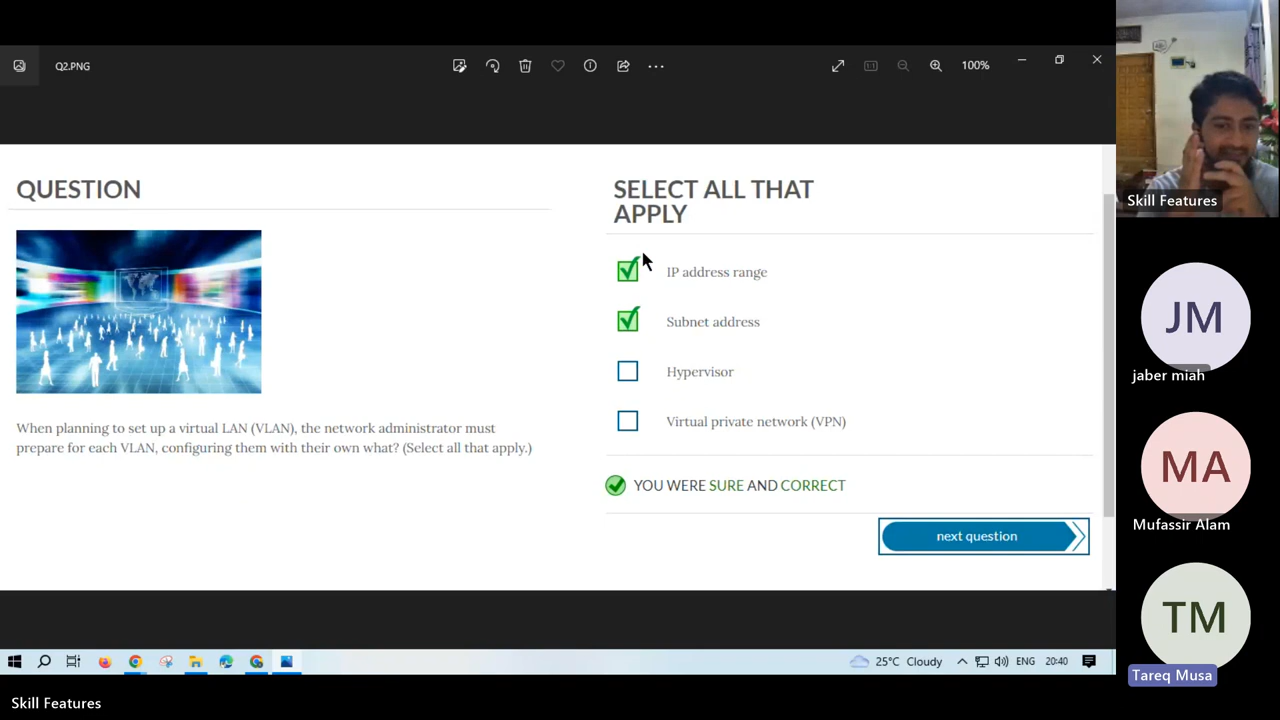 Q2.PNG
100%
QUESTION
When planning to set up a virtual LAN (VLAN), the network administrator must
prepare for each VLAN, configuring them with their own what? (Select all that apply.)
SELECT ALL THAT
APPLY
IP address range
Subnet address
Hypervisor
Virtual private network (VPN)
YOU WERE SURE AND CORRECT
next question
25°C Cloudy
ENG
20:40
Skill Features
Skill Features
JM
jaber miah
MA
Mufassir Alam
TM
Tareq Musa